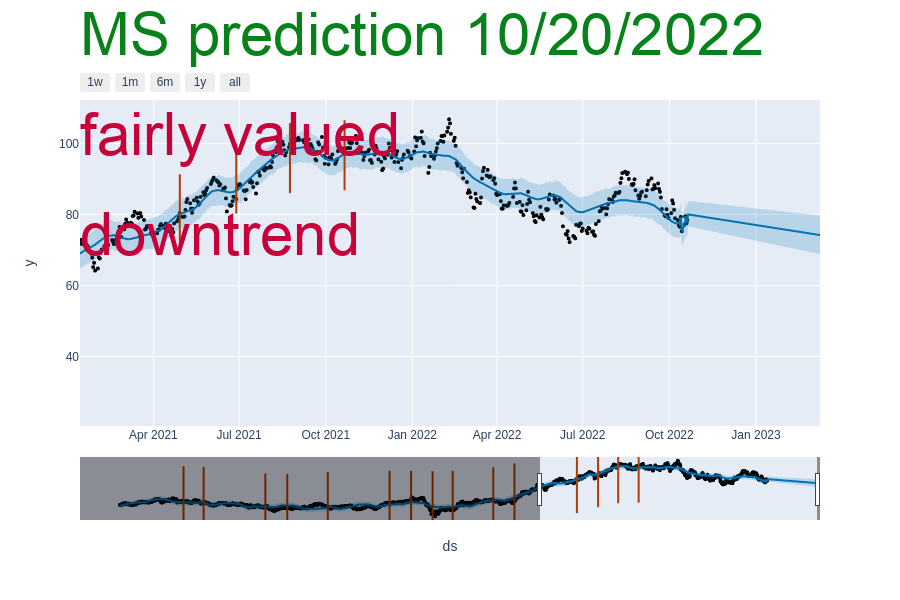 MS prediction 10/20/2022
1w 1m 6m 1y all
fairly valued
100
80
downtrend
y
60
40
Apr 2021 Jul 2021 Oct 2021 Jan 2022 Apr 2022 Jul 2022 Oct 2022 Jan 2023
ds